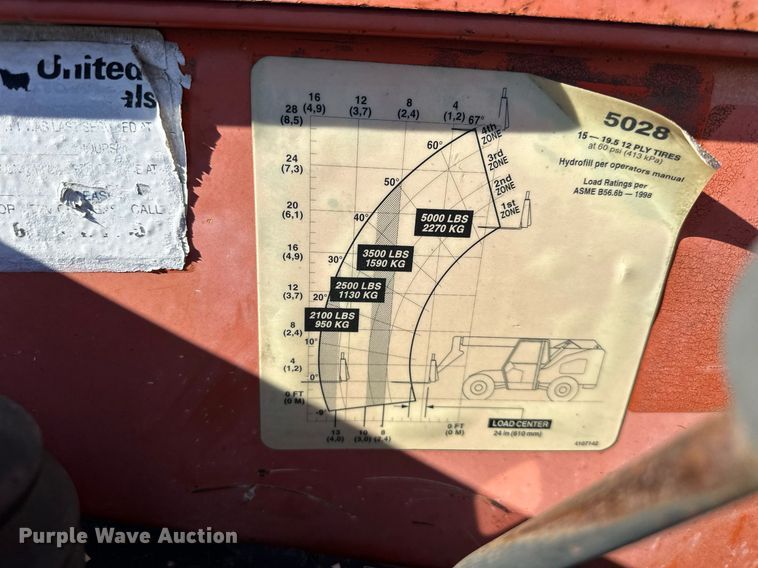 United
als
CALL
5028
15 — 19.5 12 PLY TIRES
at 60 psi (413 kPa)
Hydrofill per operators manual
Load Ratings per
ASME B56.6b — 1998
16 12 8 4
(4,9) (3,7) (2,4) (1,2)
67°
28
(8,5)
24
(7,3)
20
(6,1)
16
(4,9)
12
(3,7)
8
(2,4)
4
(1,2)
0 FT
(0 M)
60°
50°
40°
30°
20°
10°
0°
-9°
4th
ZONE
3rd
ZONE
2nd
ZONE
1st
ZONE
5000 LBS
2270 KG
3500 LBS
1590 KG
2500 LBS
1130 KG
2100 LBS
950 KG
13 10 8 0 FT
(4,0) (3,0) (2,4) (0 M)
LOAD CENTER
24 in (610 mm)
4107142
Purple Wave Auction